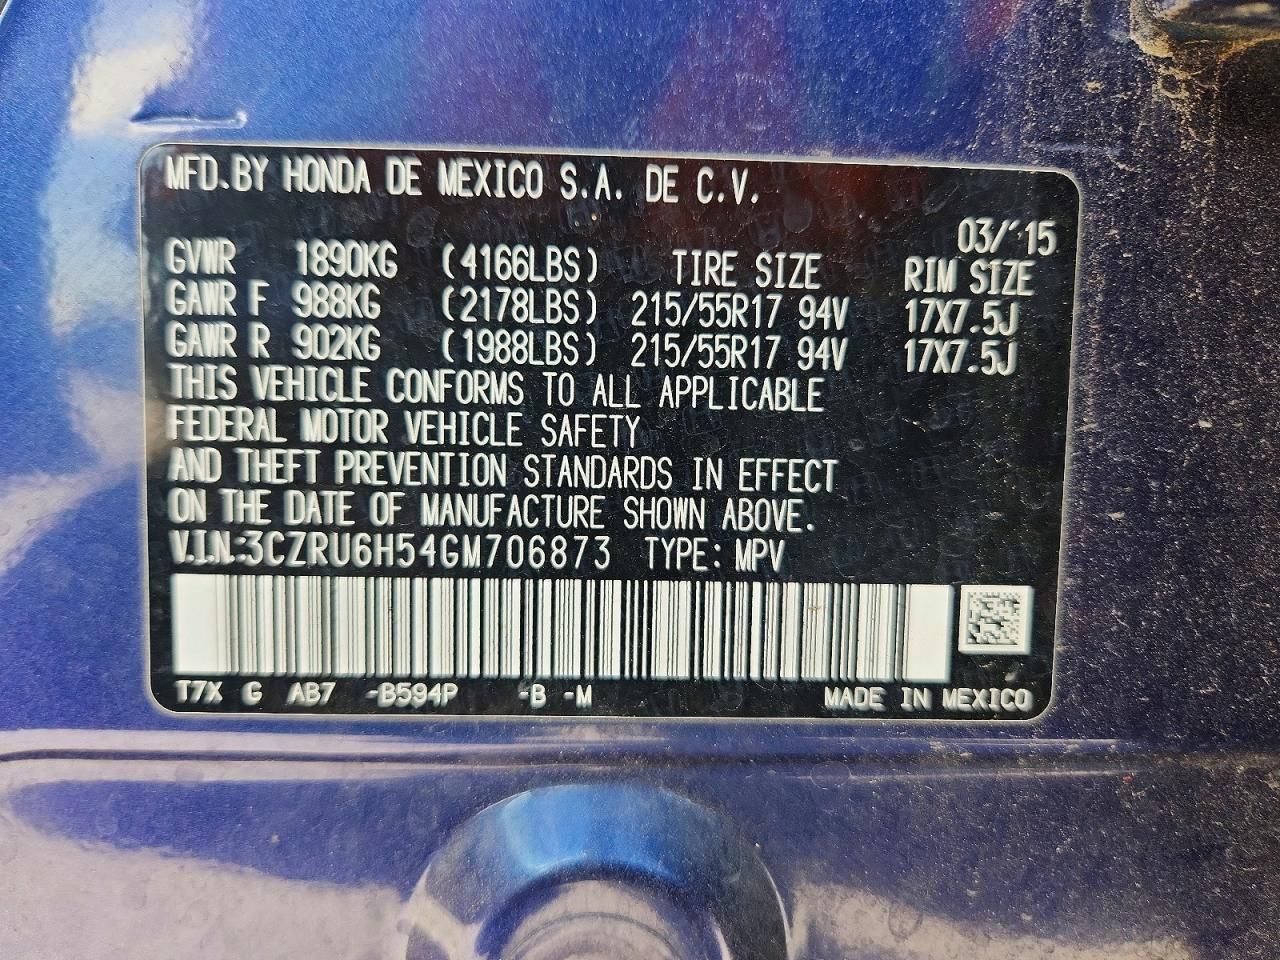 MFD. BY HONDA DE MEXICO S.A. DE C.V.
03/'15
GVWR 1890KG (4166LBS) TIRE SIZE RIM SIZE
GAWR F 988KG (2178LBS) 215/55R17 94V 17X7.5J
GAWR R 902KG (1988LBS) 215/55R17 94V 17X7.5J
THIS VEHICLE CONFORMS TO ALL APPLICABLE
FEDERAL MOTOR VEHICLE SAFETY
AND THEFT PREVENTION STANDARDS IN EFFECT
ON THE DATE OF MANUFACTURE SHOWN ABOVE.
V.I.N.:3CZRU6H54GM706873 TYPE: MPV
T7X G AB7 -B594P -B -M MADE IN MEXICO